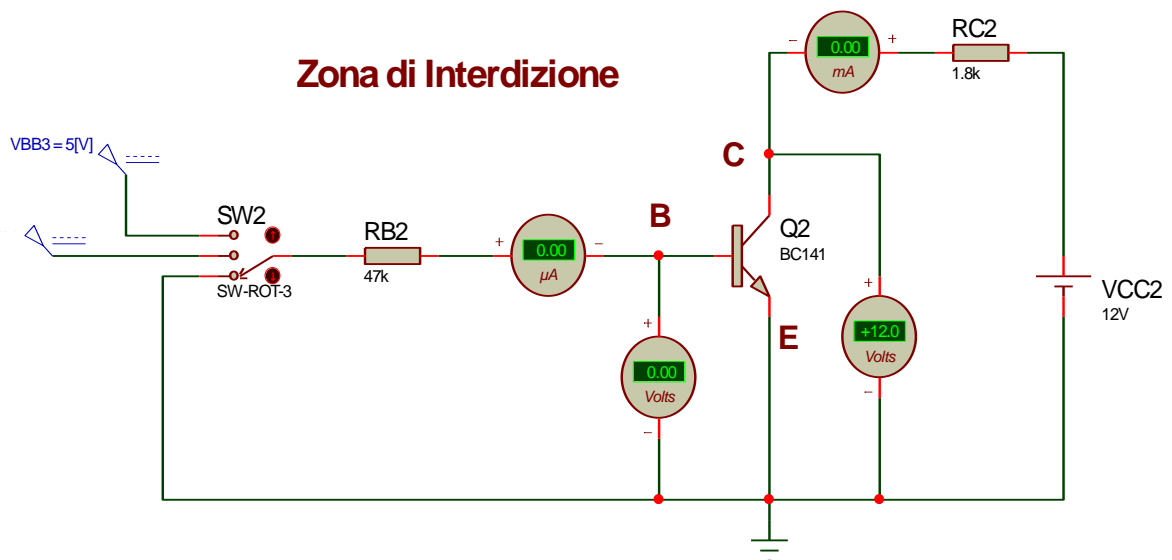 Zona di Interdizione
VBB3 = 5[V]
SW2
SW-ROT-3
RB2
47k
+
0.00
µA
−
B
+
0.00
Volts
−
C
−
0.00
mA
+
RC2
1.8k
Q2
BC141
E
+
+12.0
Volts
−
VCC2
12V